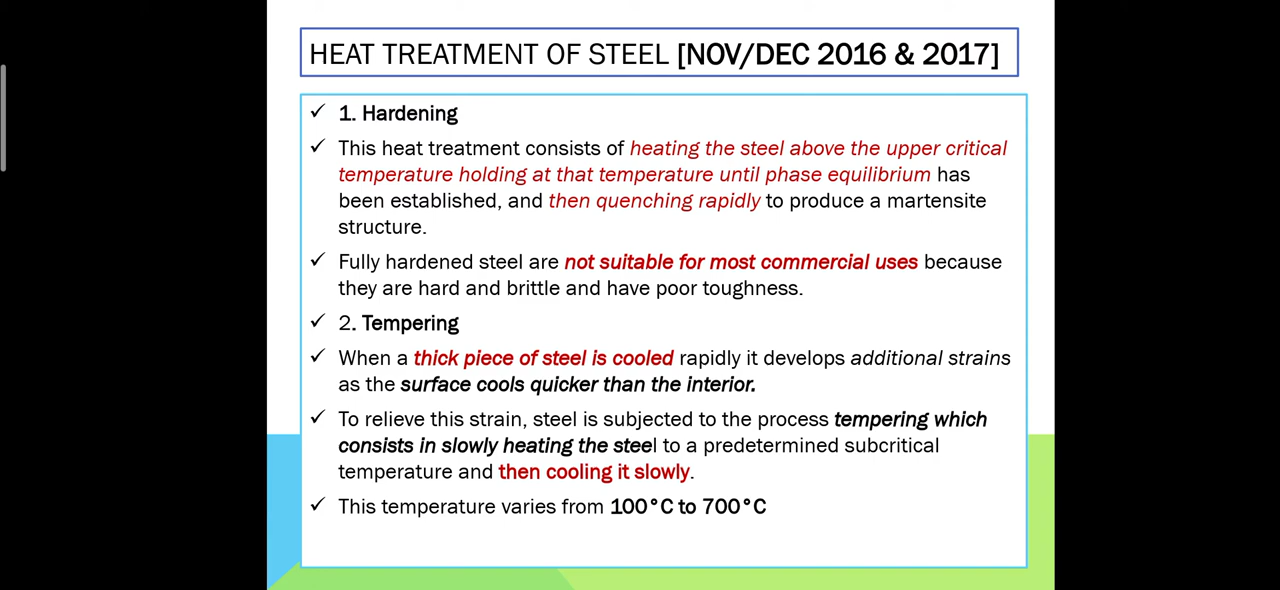 HEAT TREATMENT OF STEEL [NOV/DEC 2016 & 2017]
✓ 1. Hardening
✓ This heat treatment consists of heating the steel above the upper critical
temperature holding at that temperature until phase equilibrium has
been established, and then quenching rapidly to produce a martensite
structure.
✓ Fully hardened steel are not suitable for most commercial uses because
they are hard and brittle and have poor toughness.
✓ 2. Tempering
✓ When a thick piece of steel is cooled rapidly it develops additional strains
as the surface cools quicker than the interior.
✓ To relieve this strain, steel is subjected to the process tempering which
consists in slowly heating the steel to a predetermined subcritical
temperature and then cooling it slowly.
✓ This temperature varies from 100°C to 700°C